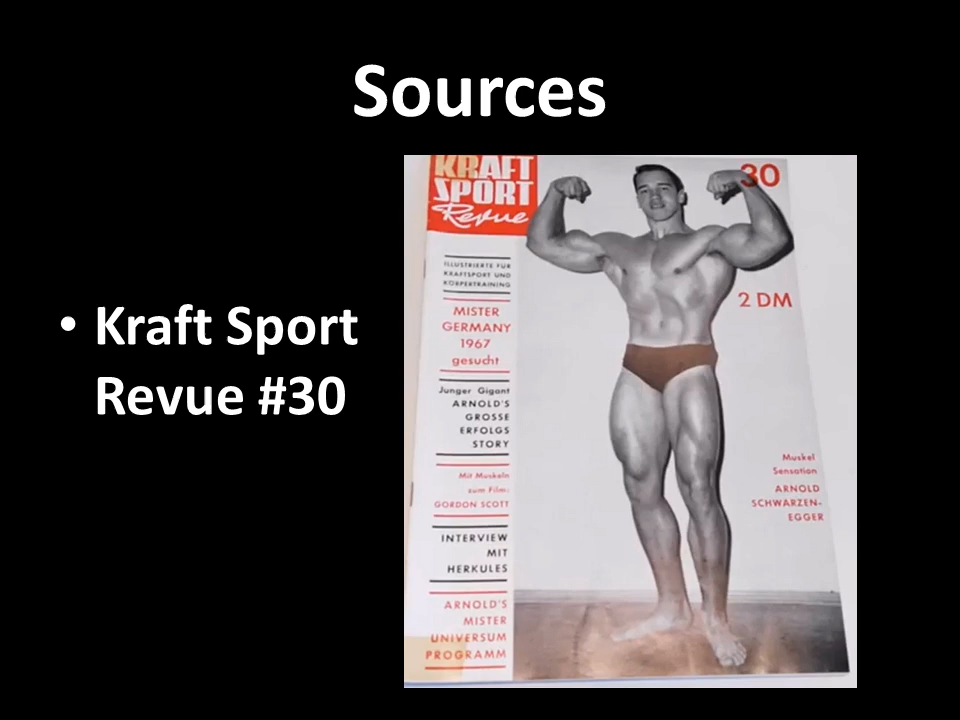 Sources
• Kraft Sport
Revue #30
KRAFT
SPORT
Revue
30
ILLUSTRIERTE FÜR
KRAFTSPORT UND
KÖRPERTRAINING
MISTER
GERMANY
1967
gesucht
Junger Gigant
ARNOLD'S
GROSSE
ERFOLGS
STORY
Mit Muskeln
zum Film:
GORDON SCOTT
INTERVIEW
MIT
HERKULES
ARNOLD'S
MISTER
UNIVERSUM
PROGRAMM
2 DM
Muskel
Sensation
ARNOLD
SCHWARZEN-
EGGER